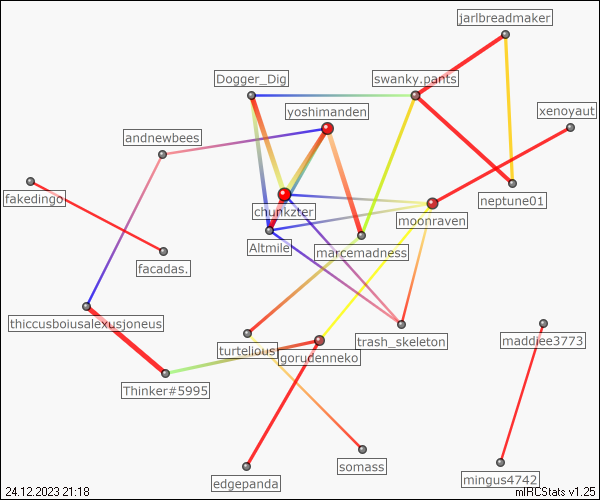 jarlbreadmaker
Dogger_Dig
swanky.pants
yoshimanden
xenoyaut
andnewbees
fakedingo
neptune01
chunkzter
moonraven
Altmile
marcemadness
facadas.
thiccusboiusalexusjoneus
turtelious
gorudenneko
trash_skeleton
maddiee3773
Thinker#5995
somass
edgepanda
mingus4742
24.12.2023 21:18
mIRCStats v1.25